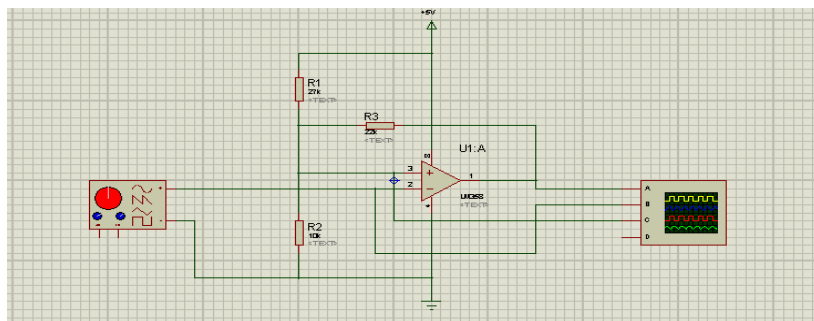 +5V
R1
27k
<TEXT>
R3
22k
<TEXT>
U1:A
8
3
2
1
4
LM358
<TEXT>
R2
10k
<TEXT>
A
B
C
D